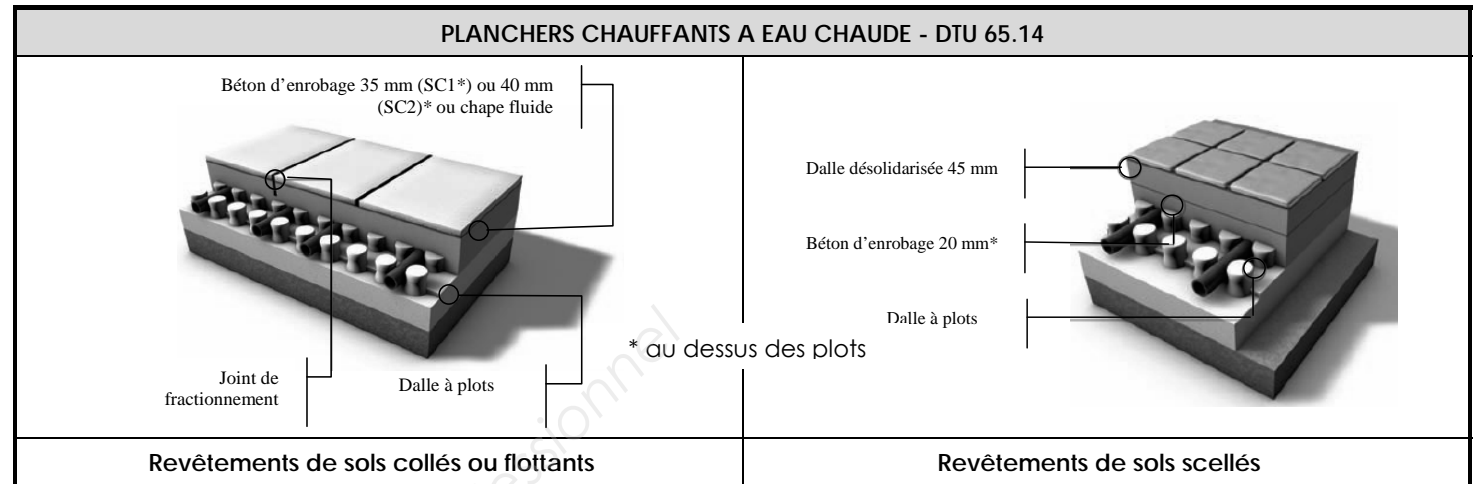 PLANCHERS CHAUFFANTS A EAU CHAUDE - DTU 65.14
Béton d’enrobage 35 mm (SC1*) ou 40 mm
(SC2)* ou chape fluide
Joint de
fractionnement
Dalle à plots
* au dessus des plots
Dalle désolidarisée 45 mm
Béton d’enrobage 20 mm*
Dalle à plots
Revêtements de sols collés ou flottants
Revêtements de sols scellés